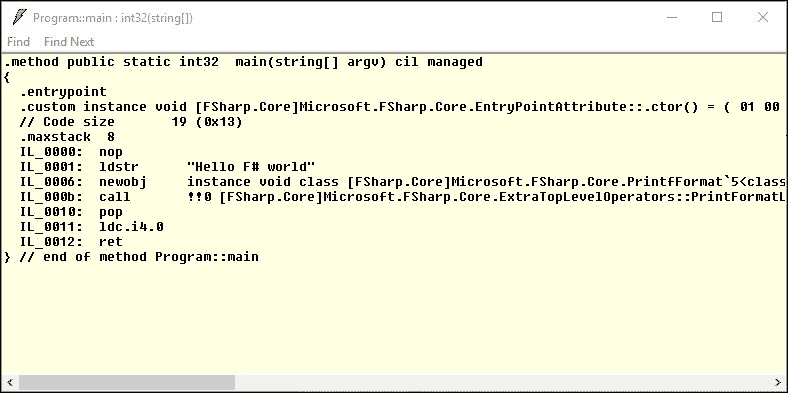 Program::main : int32(string[])
Find Find Next
.method public static int32  main(string[] argv) cil managed
{
  .entrypoint
  .custom instance void [FSharp.Core]Microsoft.FSharp.Core.EntryPointAttribute::.ctor() = ( 01 00
  // Code size       19 (0x13)
  .maxstack  8
  IL_0000:  nop
  IL_0001:  ldstr      "Hello F# world"
  IL_0006:  newobj     instance void class [FSharp.Core]Microsoft.FSharp.Core.PrintfFormat`5<class
  IL_000b:  call       !!0 [FSharp.Core]Microsoft.FSharp.Core.ExtraTopLevelOperators::PrintFormatL
  IL_0010:  pop
  IL_0011:  ldc.i4.0
  IL_0012:  ret
} // end of method Program::main